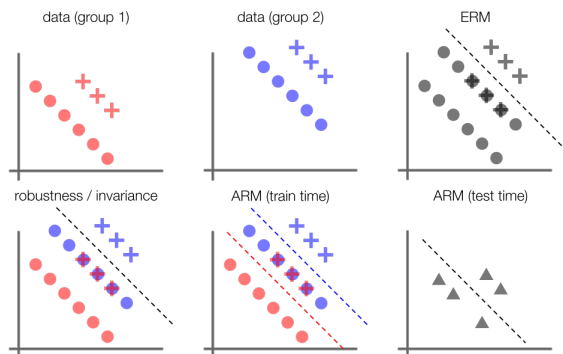 data (group 1)
data (group 2)
ERM
robustness / invariance
ARM (train time)
ARM (test time)